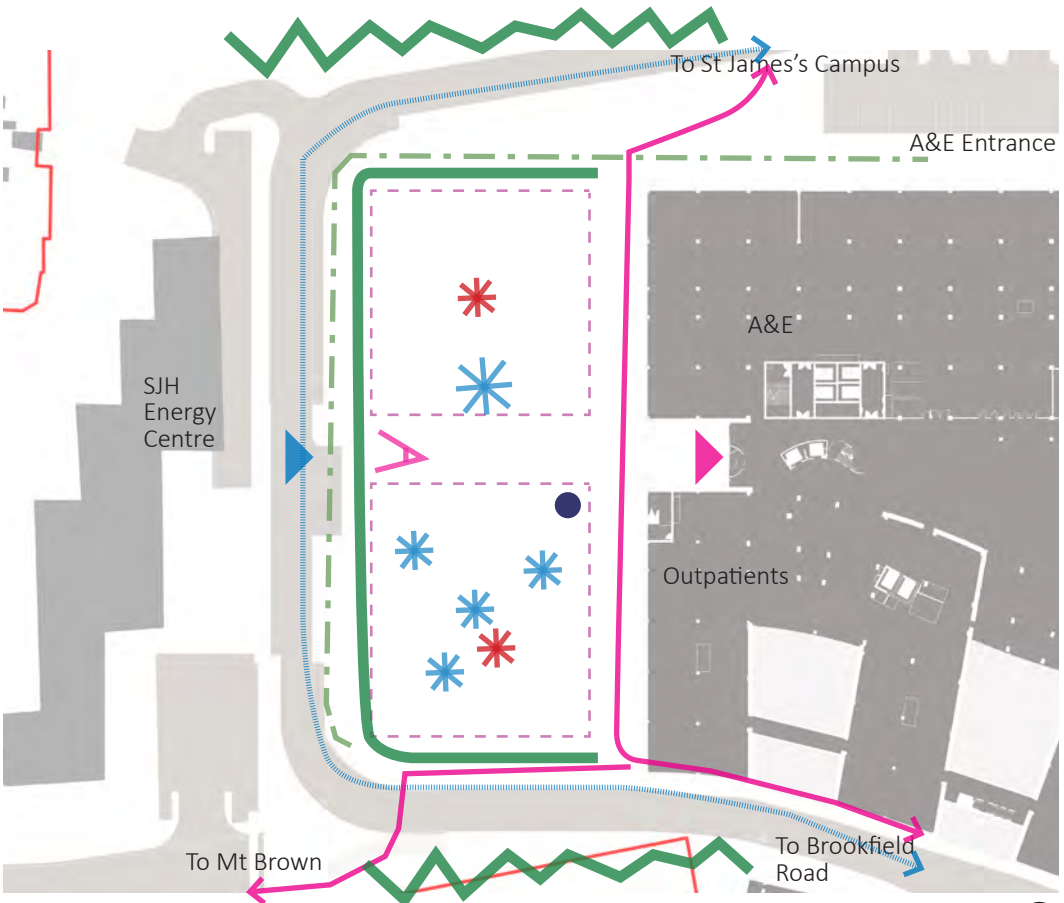 To St James's Campus
A&E Entrance
A&E
SJH
Energy
Centre
Outpatients
To Mt Brown
To Brookfield
Road